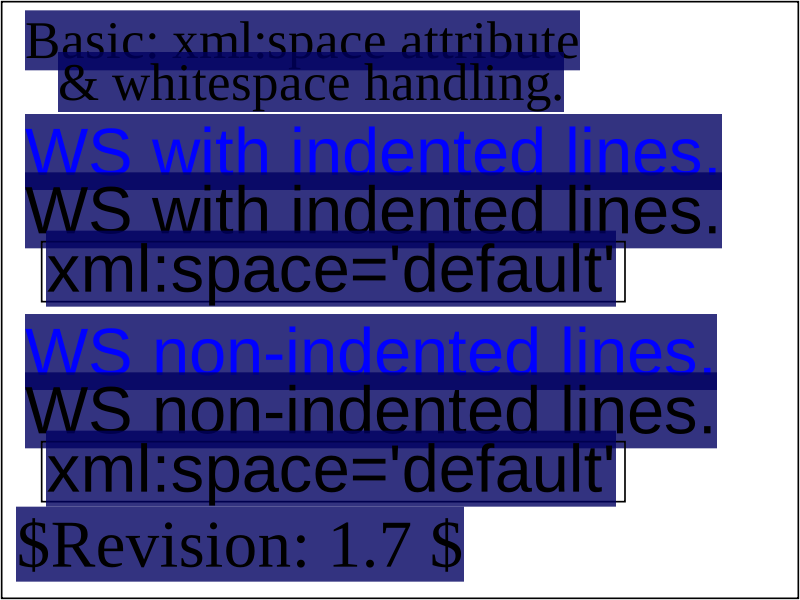 Basic: xml:space attribute
& whitespace handling.
WS with indented lines.
WS with indented lines.
xml:space='default'
WS non-indented lines.
WS non-indented lines.
xml:space='default'
$Revision: 1.7 $